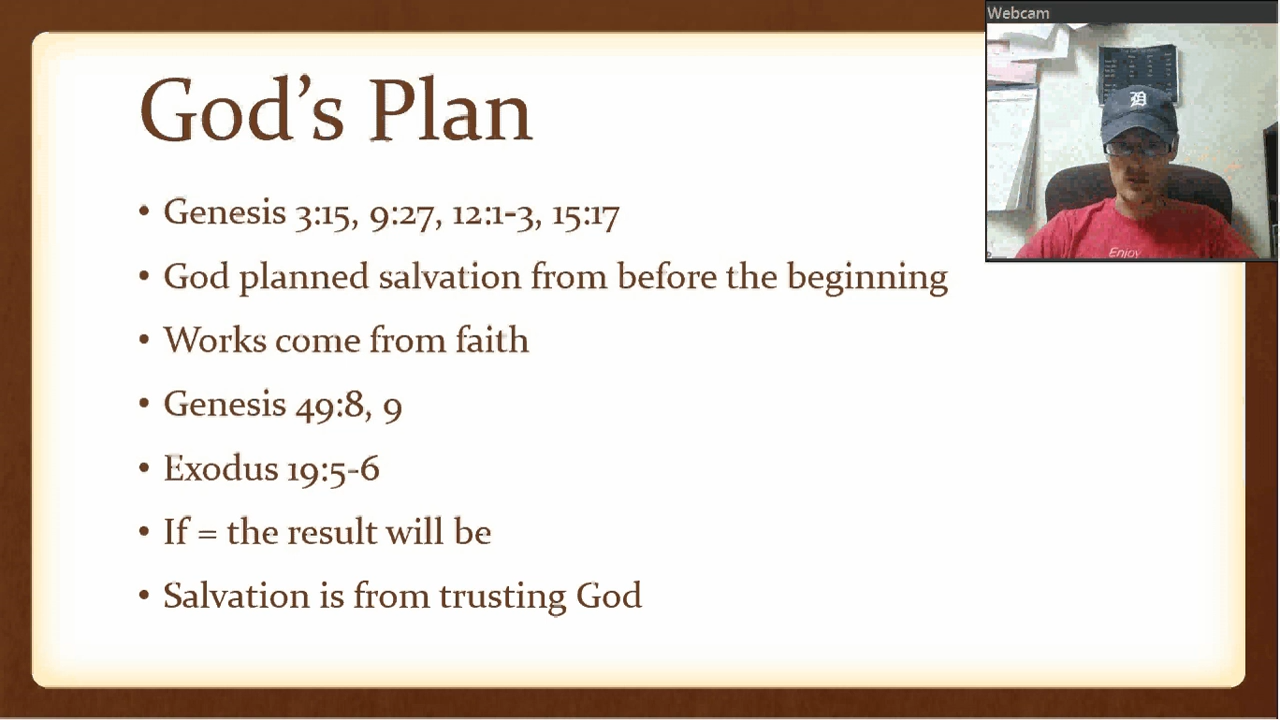 Webcam
God's Plan
• Genesis 3:15, 9:27, 12:1-3, 15:17
• God planned salvation from before the beginning
• Works come from faith
• Genesis 49:8, 9
• Exodus 19:5-6
• If = the result will be
• Salvation is from trusting God
D
Enjoy